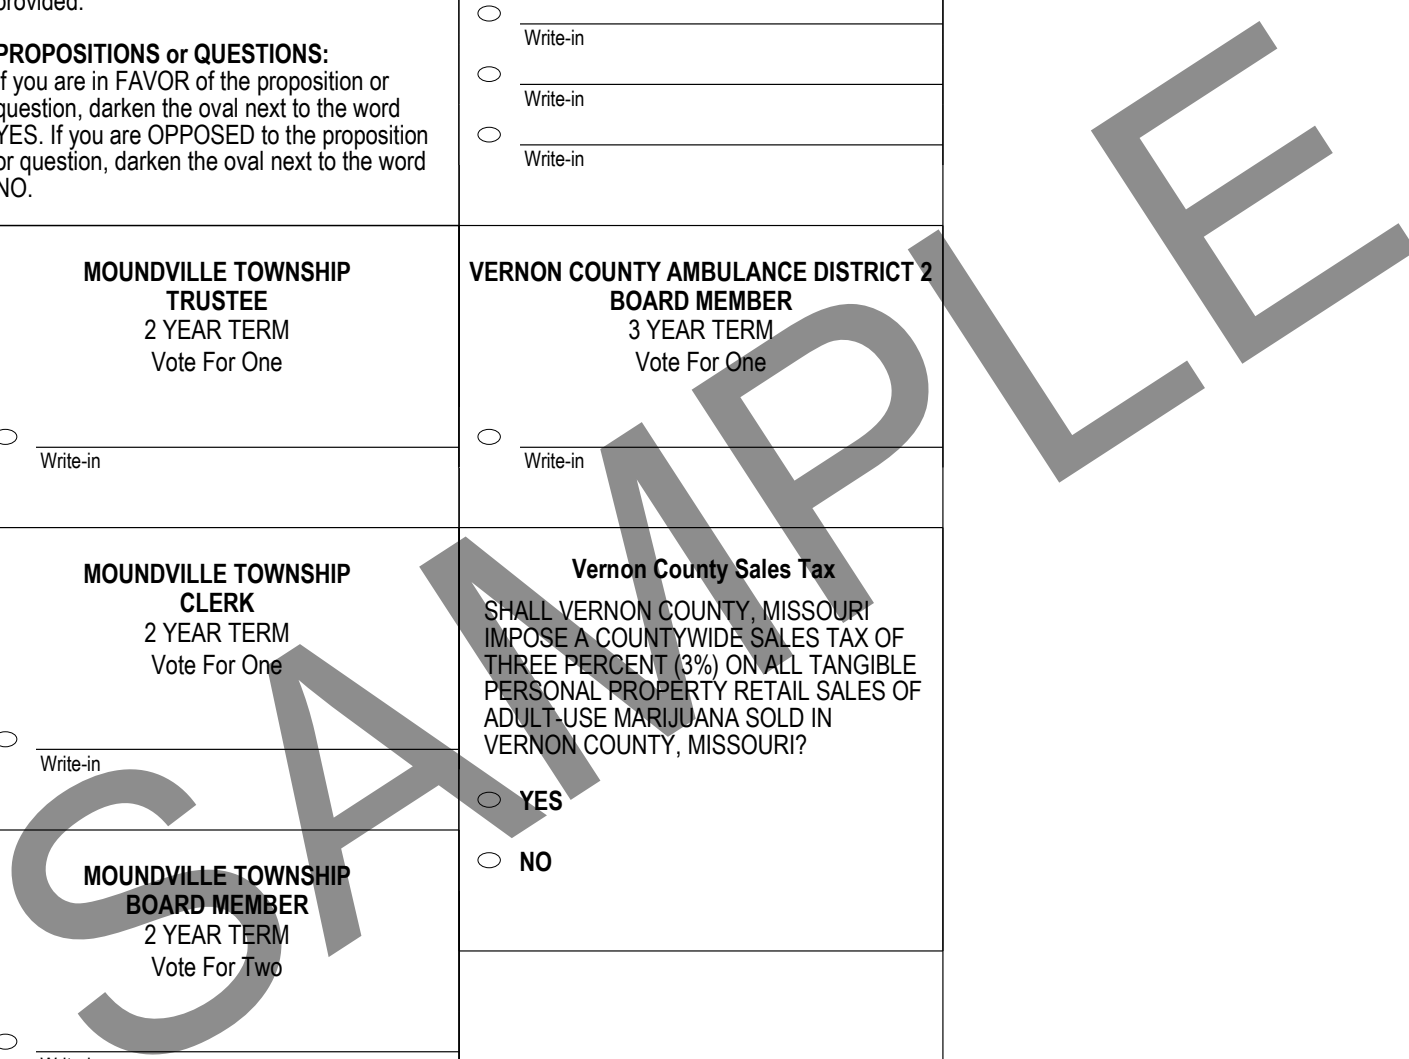 provided.
PROPOSITIONS or QUESTIONS:
If you are in FAVOR of the proposition or
question, darken the oval next to the word
YES. If you are OPPOSED to the proposition
or question, darken the oval next to the word
NO.
MOUNDVILLE TOWNSHIP
TRUSTEE
2 YEAR TERM
Vote For One
Write-in
MOUNDVILLE TOWNSHIP
CLERK
2 YEAR TERM
Vote For One
Write-in
MOUNDVILLE TOWNSHIP
BOARD MEMBER
2 YEAR TERM
Vote For Two
Write-in
Write-in
Write-in
Write-in
VERNON COUNTY AMBULANCE DISTRICT 2
BOARD MEMBER
3 YEAR TERM
Vote For One
Write-in
Vernon County Sales Tax
SHALL VERNON COUNTY, MISSOURI
IMPOSE A COUNTYWIDE SALES TAX OF
THREE PERCENT (3%) ON ALL TANGIBLE
PERSONAL PROPERTY RETAIL SALES OF
ADULT-USE MARIJUANA SOLD IN
VERNON COUNTY, MISSOURI?
YES
NO
SAMPLE